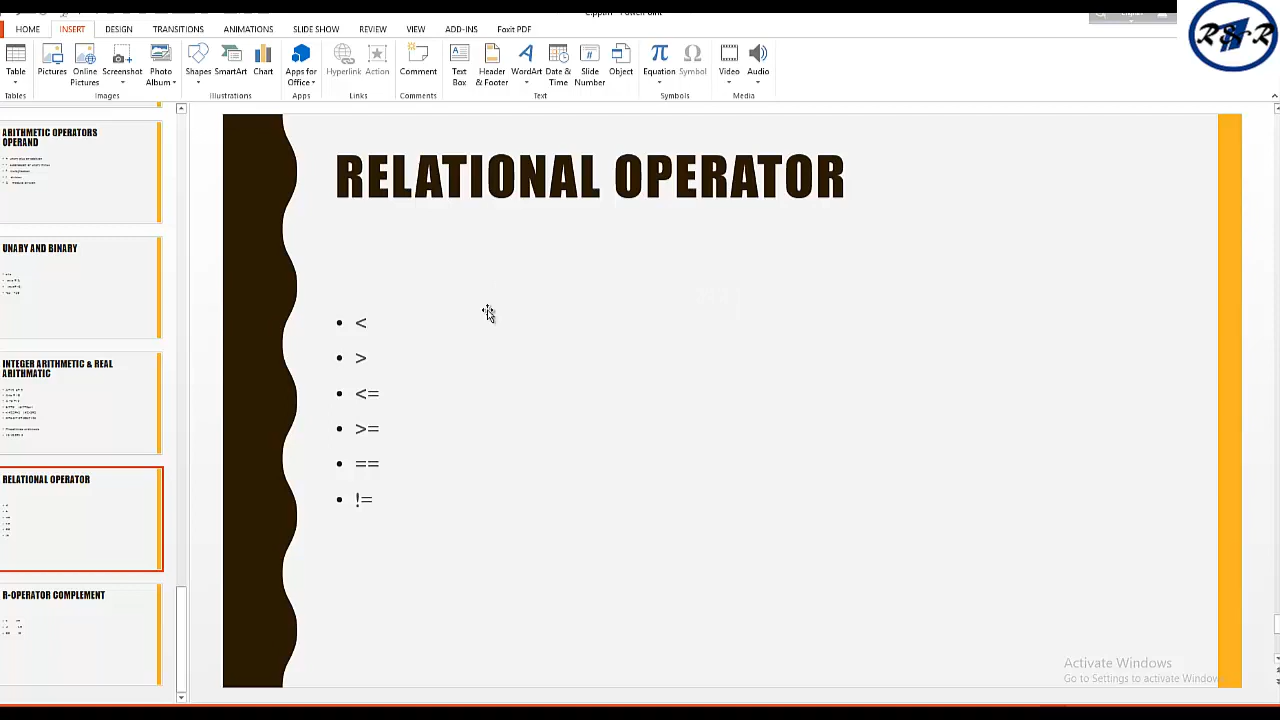 HOME INSERT DESIGN TRANSITIONS ANIMATIONS SLIDE SHOW REVIEW VIEW ADD-INS Foxit PDF
R R
Table Pictures Online Pictures Screenshot Photo Album Shapes SmartArt Chart Apps for Office Hyperlink Action Comment Text Box Header & Footer WordArt Date & Time Slide Number Object Equation Symbol Video Audio
Tables Images Illustrations Apps Links Comments Text Symbols Media
ARITHMETIC OPERATORS
OPERAND
UNARY AND BINARY
INTEGER ARITHMETIC & REAL
ARITHMATIC
RELATIONAL OPERATOR
R-OPERATOR COMPLEMENT
RELATIONAL OPERATOR
• <
• >
• <=
• >=
• ==
• !=
Activate Windows
Go to Settings to activate Windows